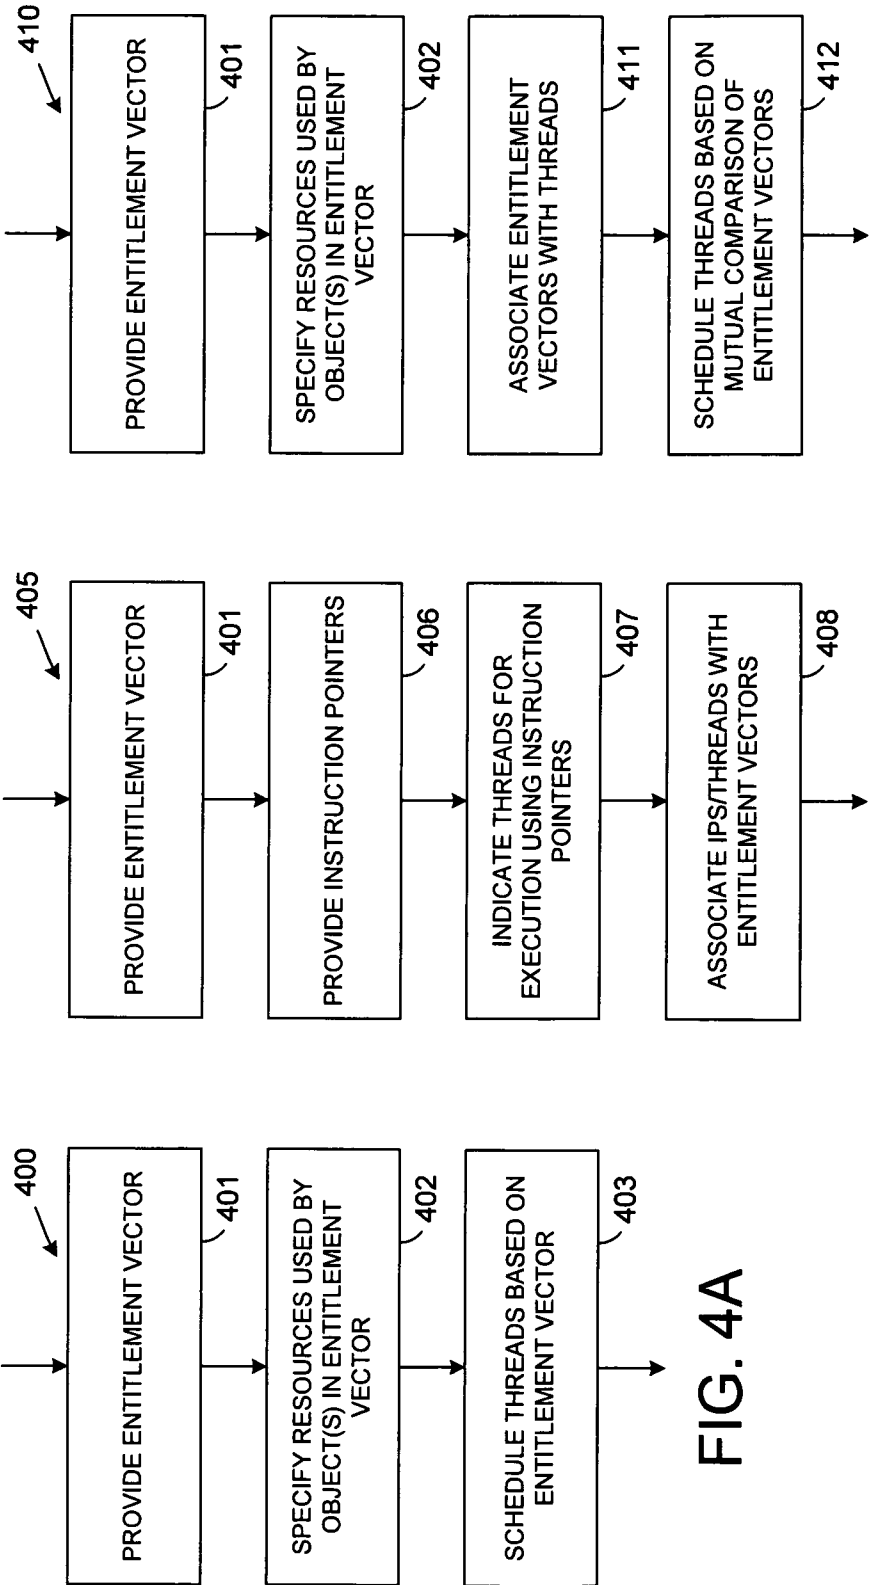 400
PROVIDE ENTITLEMENT VECTOR
401
SPECIFY RESOURCES USED BY
OBJECT(S) IN ENTITLEMENT
VECTOR
402
SCHEDULE THREADS BASED ON
ENTITLEMENT VECTOR
403
FIG. 4A
405
PROVIDE ENTITLEMENT VECTOR
401
PROVIDE INSTRUCTION POINTERS
406
INDICATE THREADS FOR
EXECUTION USING INSTRUCTION
POINTERS
407
ASSOCIATE IPS/THREADS WITH
ENTITLEMENT VECTORS
408
410
PROVIDE ENTITLEMENT VECTOR
401
SPECIFY RESOURCES USED BY
OBJECT(S) IN ENTITLEMENT
VECTOR
402
ASSOCIATE ENTITLEMENT
VECTORS WITH THREADS
411
SCHEDULE THREADS BASED ON
MUTUAL COMPARISON OF
ENTITLEMENT VECTORS
412